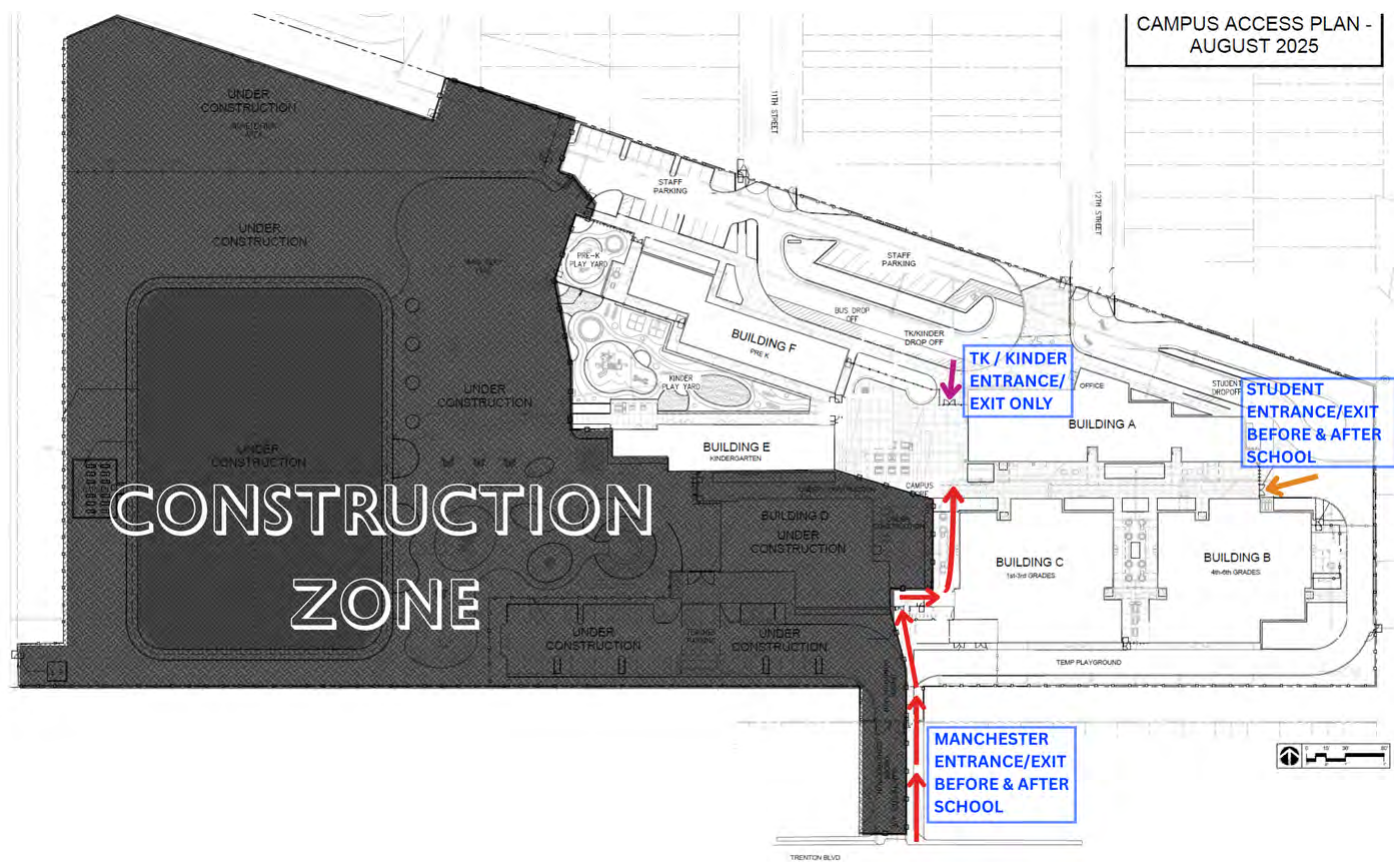 CAMPUS ACCESS PLAN -
AUGUST 2025
UNDER
CONSTRUCTION
11TH STREET
STAFF
PARKING
12TH STREET
UNDER
CONSTRUCTION
PRE-K
PLAY YARD
STAFF
PARKING
BUS DROP
OFF
TK/KINDER
DROP OFF
BUILDING F
PRE K
TK / KINDER
ENTRANCE/
EXIT ONLY
OFFICE
KINDER
PLAY YARD
UNDER
CONSTRUCTION
STUDENT
DROPOFF
STUDENT
ENTRANCE/EXIT
BEFORE & AFTER
SCHOOL
BUILDING A
BUILDING E
KINDERGARTEN
UNDER
CONSTRUCTION
CAMPUS
CONSTRUCTION
ZONE
BUILDING D
UNDER
CONSTRUCTION
BUILDING C
1st-3rd GRADES
BUILDING B
4th-6th GRADES
UNDER
CONSTRUCTION
UNDER
CONSTRUCTION
TEMP PLAYGROUND
MANCHESTER
ENTRANCE/EXIT
BEFORE & AFTER
SCHOOL
TRENTON BLVD